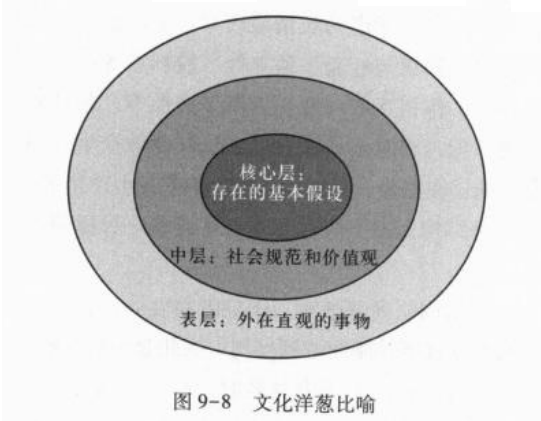 核心层：
存在的基本假设
中层：社会规范和价值观
表层：外在直观的事物
图 9-8 文化洋葱比喻